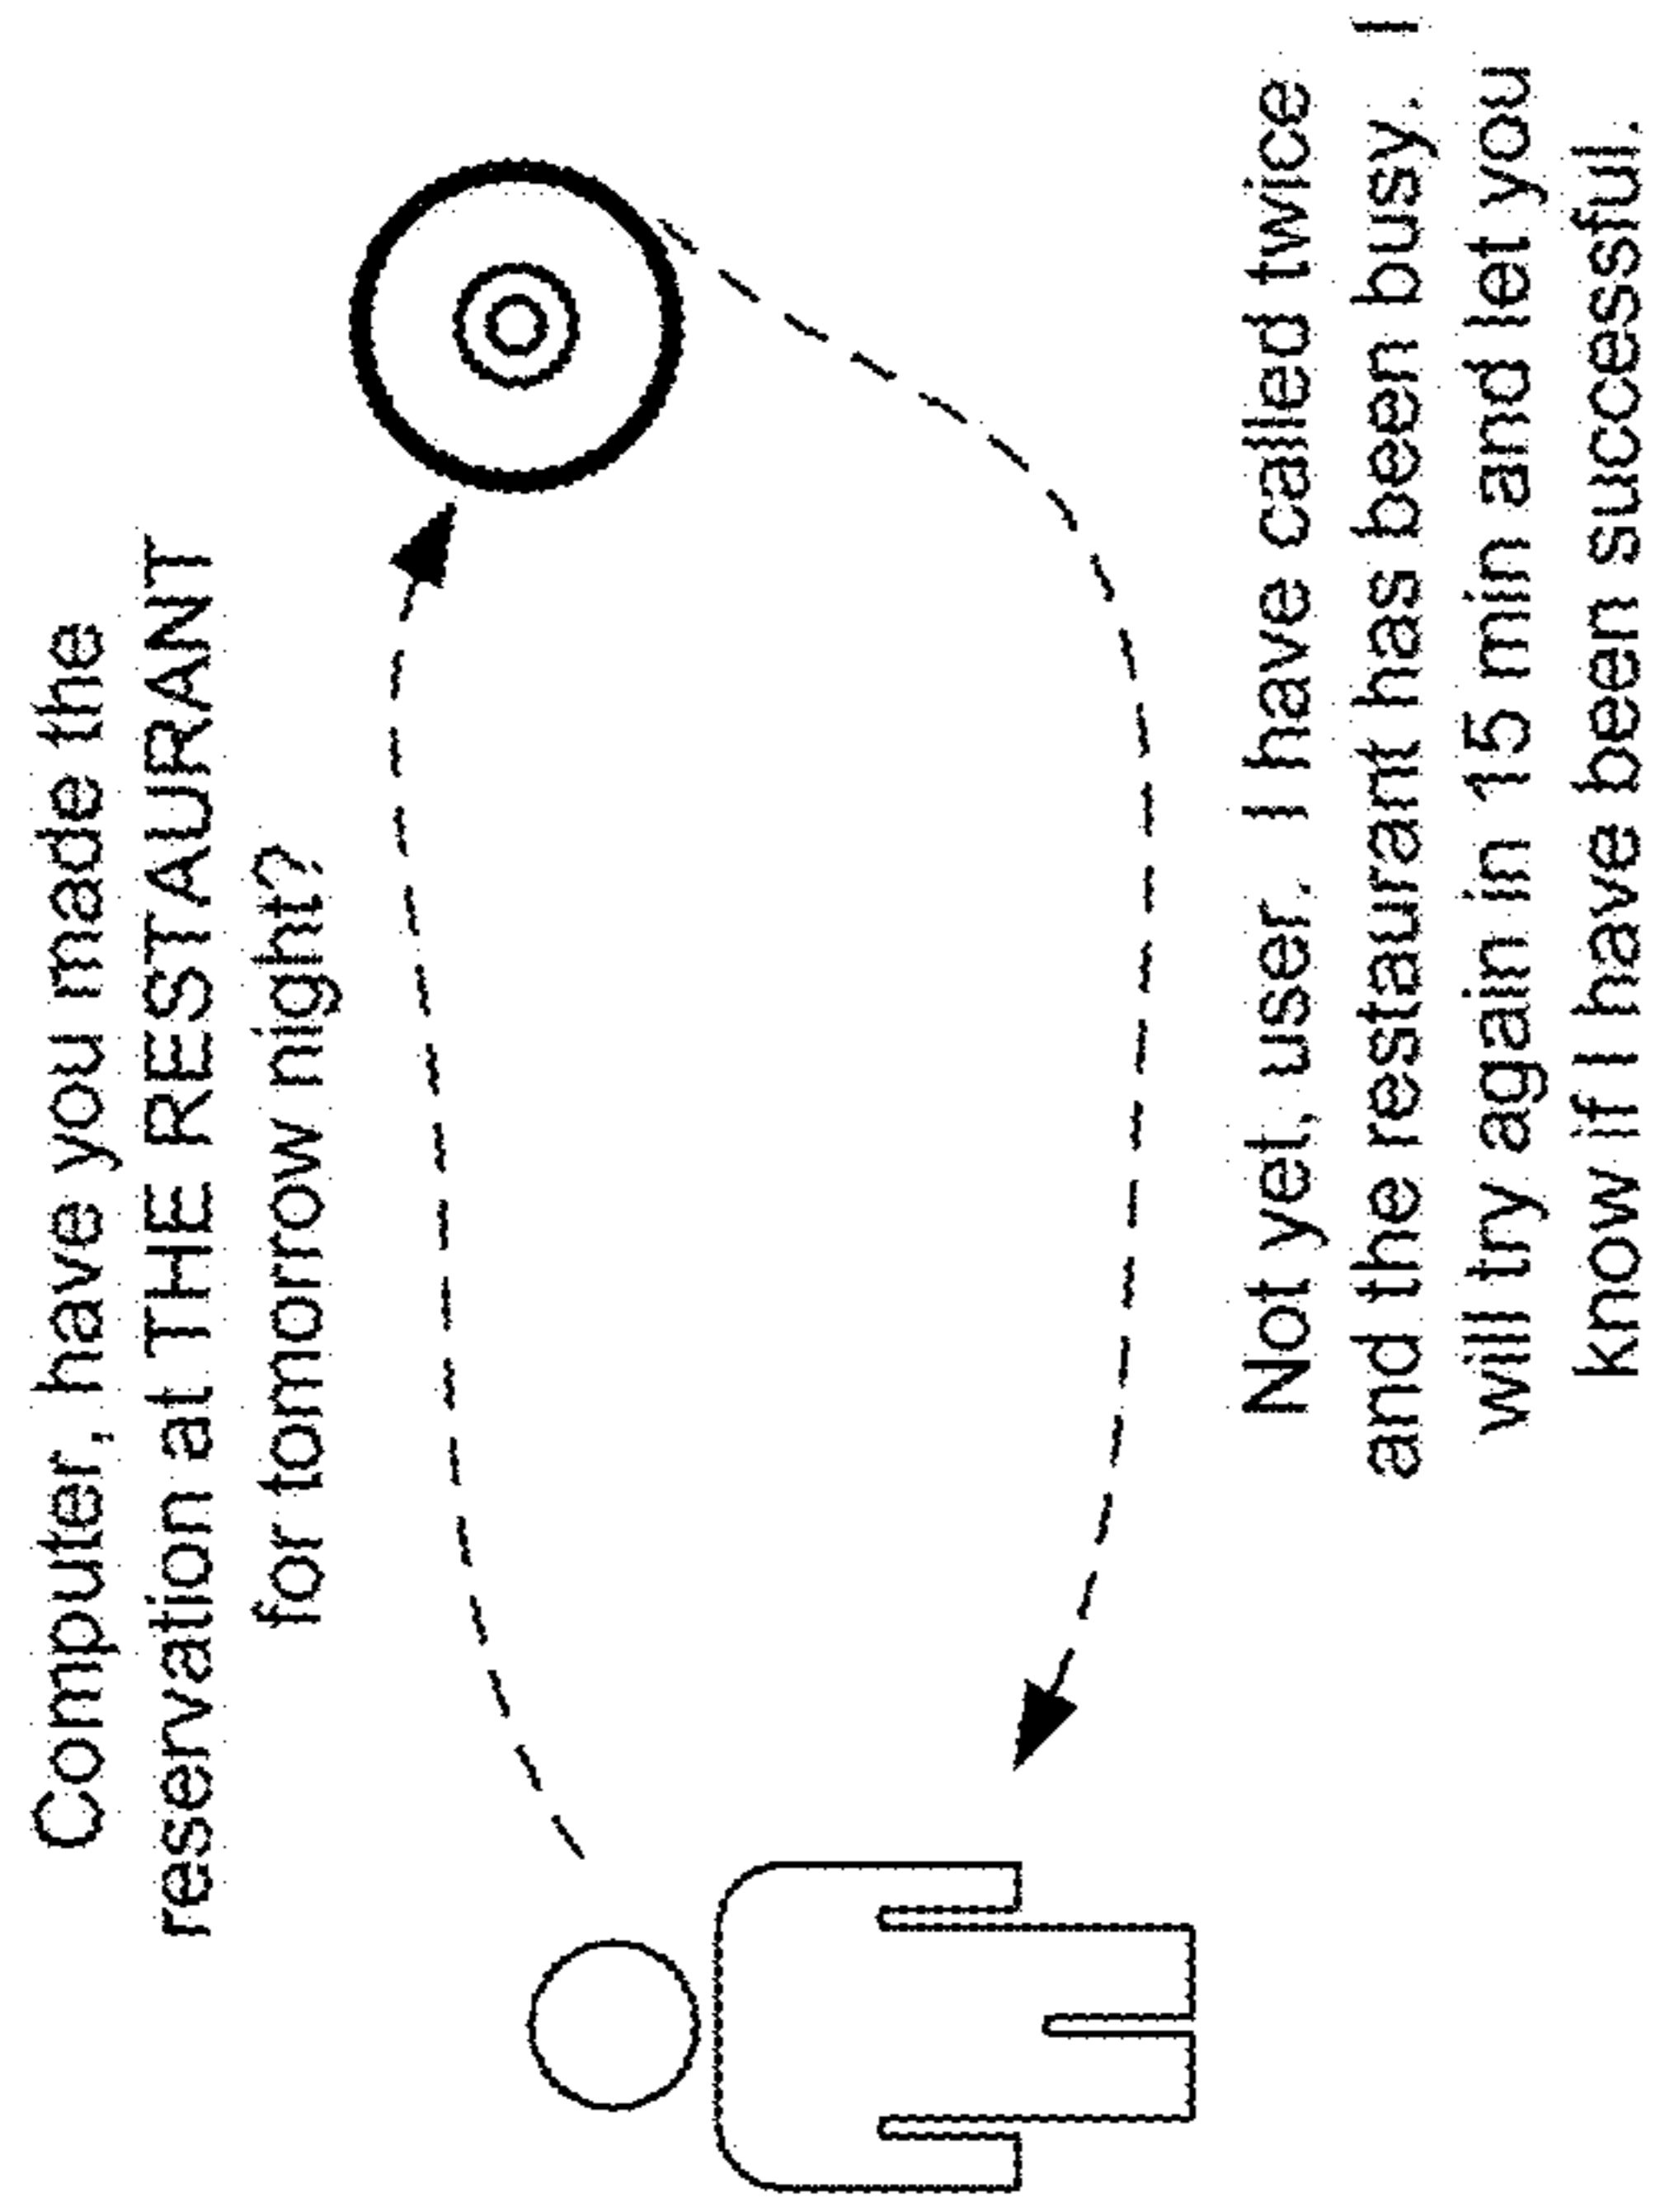 Computer, have you made the
reservation at THE RESTAURANT
for tomorrow night?
Not yet, user. I have called twice
and the restaurant has been busy. I
will try again in 15 min and let you
know if I have been successful.